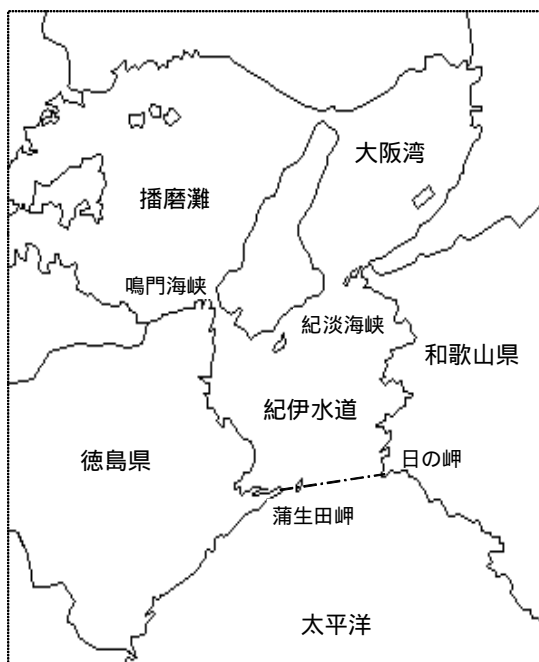 大阪湾
播磨灘
鳴門海峡
紀淡海峡
和歌山県
紀伊水道
徳島県
日の岬
蒲生田岬
太平洋